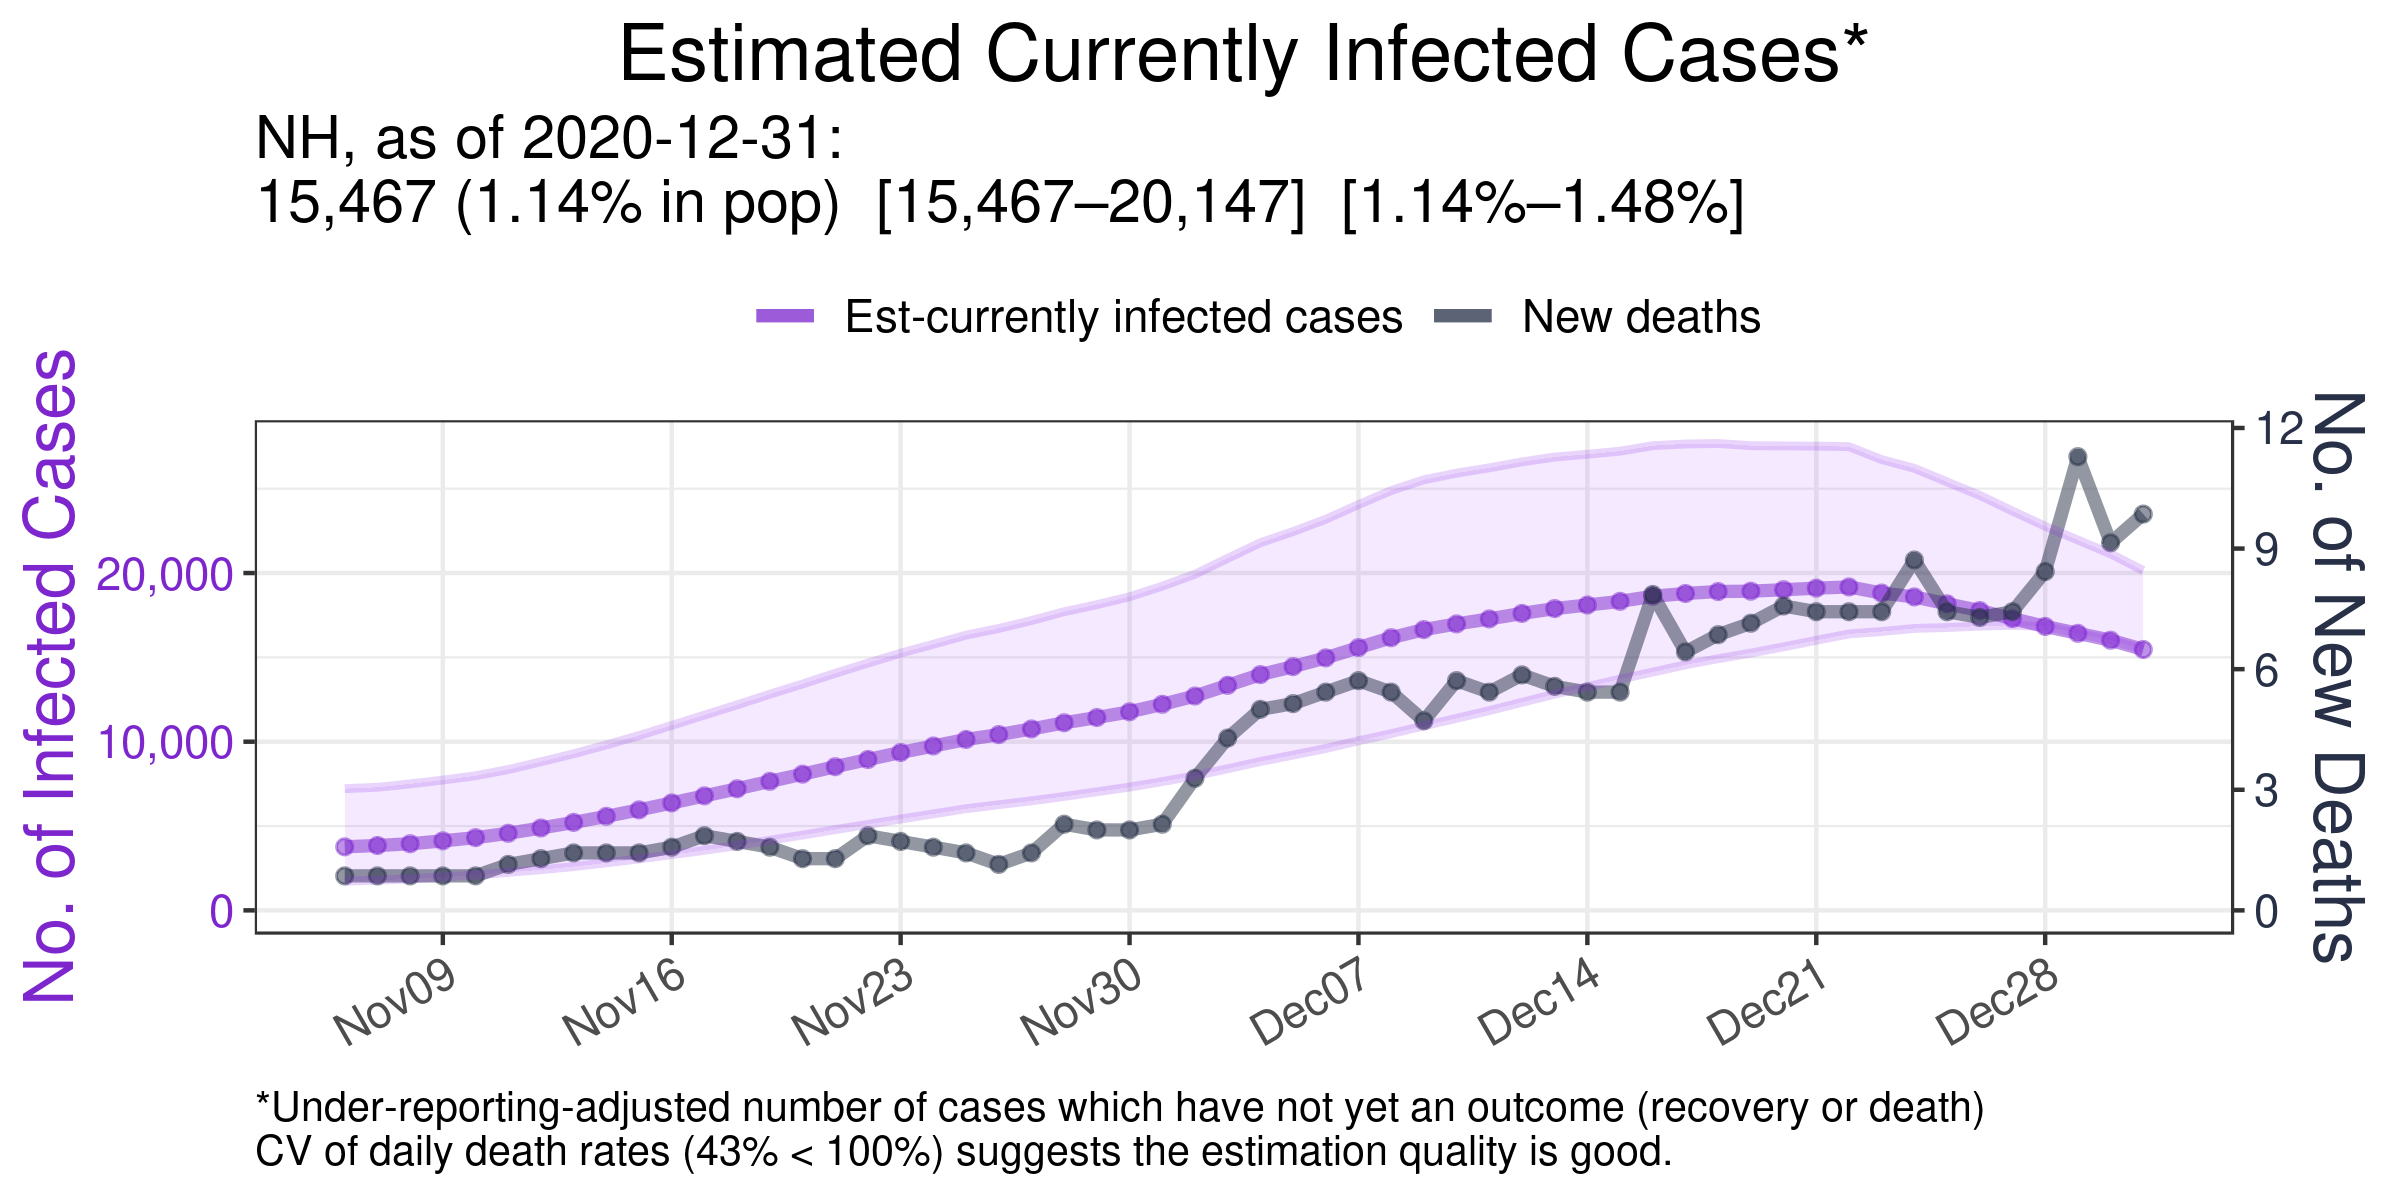 Estimated Currently Infected Cases*
NH, as of 2020-12-31:
15,467 (1.14% in pop)  [15,467–20,147]  [1.14%–1.48%]
Est-currently infected cases
New deaths
No. of Infected Cases
20,000
10,000
0
12
9
6
3
0
No. of New Deaths
Nov09
Nov16
Nov23
Nov30
Dec07
Dec14
Dec21
Dec28
*Under-reporting-adjusted number of cases which have not yet an outcome (recovery or death)
CV of daily death rates (43% < 100%) suggests the estimation quality is good.